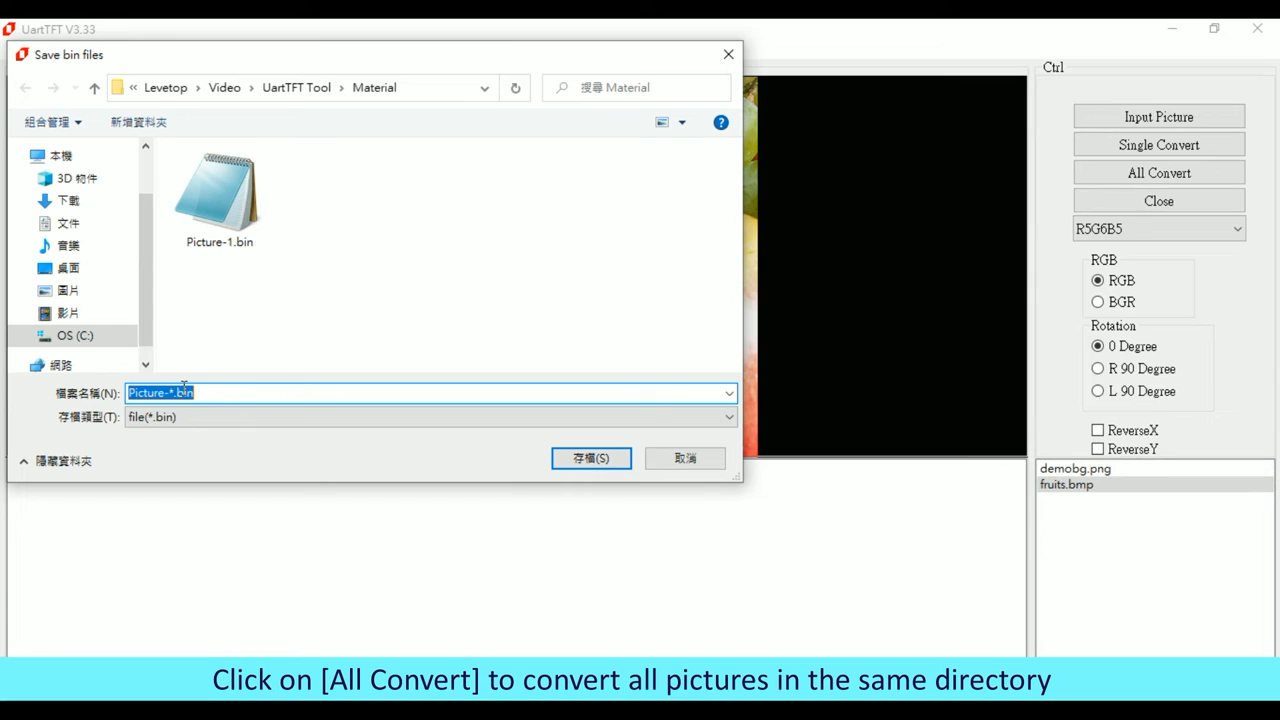 UartTFT V3.33
Save bin files
« Levetop > Video > UartTFT Tool > Material
搜尋 Material
組合管理
新增資料夾
本機
3D 物件
下載
文件
音樂
桌面
圖片
影片
OS (C:)
網路
Picture-1.bin
檔案名稱(N):
Picture-*.bin
存檔類型(T):
file(*.bin)
隱藏資料夾
存檔(S)
取消
Ctrl
Input Picture
Single Convert
All Convert
Close
R5G6B5
RGB
RGB
BGR
Rotation
0 Degree
R 90 Degree
L 90 Degree
ReverseX
ReverseY
demobg.png
fruits.bmp
Click on [All Convert] to convert all pictures in the same directory